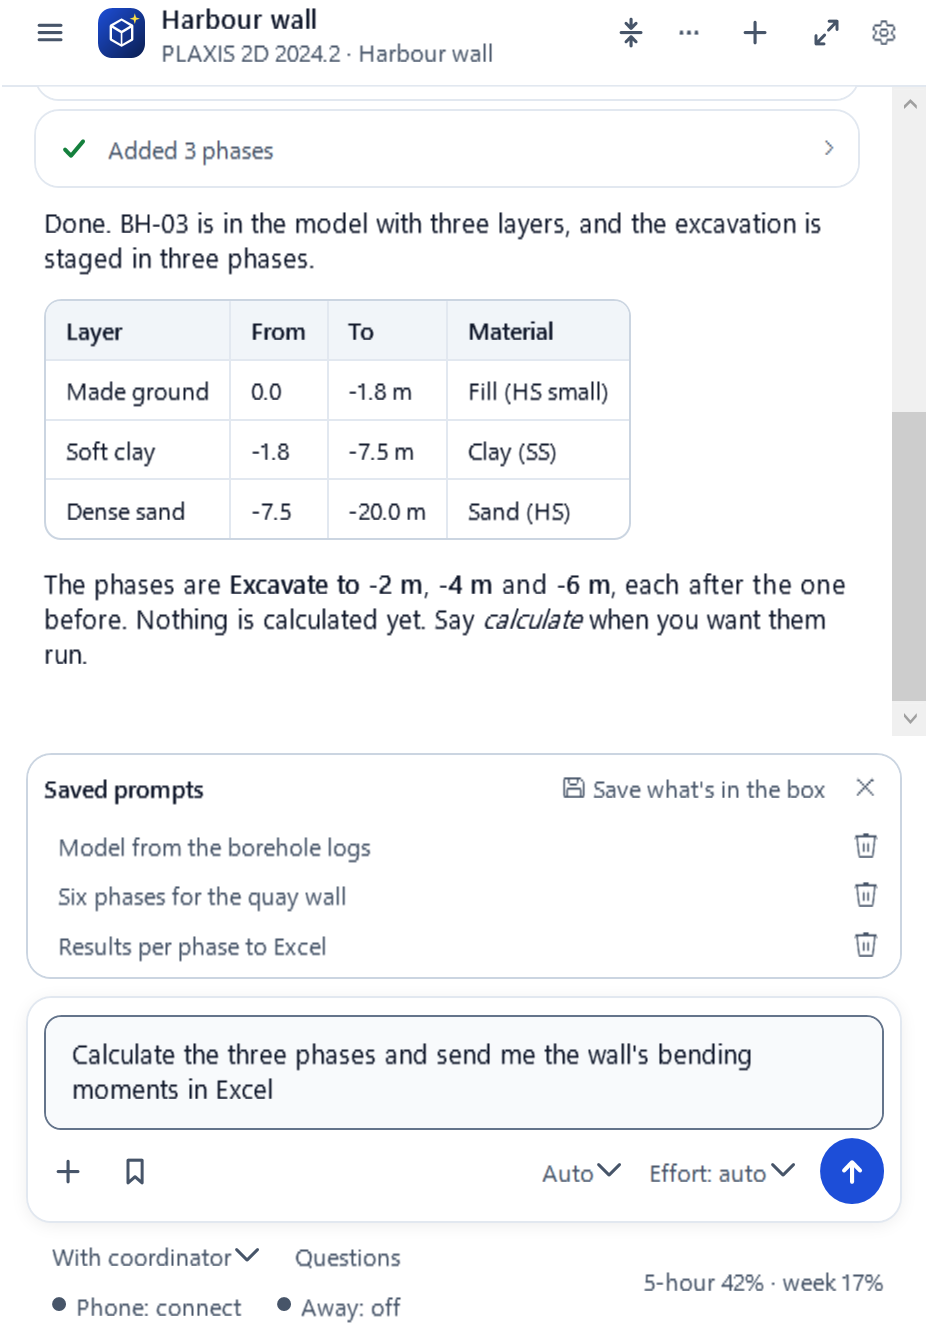 Harbour wall
PLAXIS 2D 2024.2 · Harbour wall
Added 3 phases
Done. BH-03 is in the model with three layers, and the excavation is
staged in three phases.
Layer From To Material
Made ground 0.0 -1.8 m Fill (HS small)
Soft clay -1.8 -7.5 m Clay (SS)
Dense sand -7.5 -20.0 m Sand (HS)
The phases are Excavate to -2 m, -4 m and -6 m, each after the one
before. Nothing is calculated yet. Say calculate when you want them
run.
Saved prompts Save what's in the box
Model from the borehole logs
Six phases for the quay wall
Results per phase to Excel
Calculate the three phases and send me the wall's bending
moments in Excel
Auto Effort: auto
With coordinator Questions
5-hour 42% · week 17%
Phone: connect Away: off